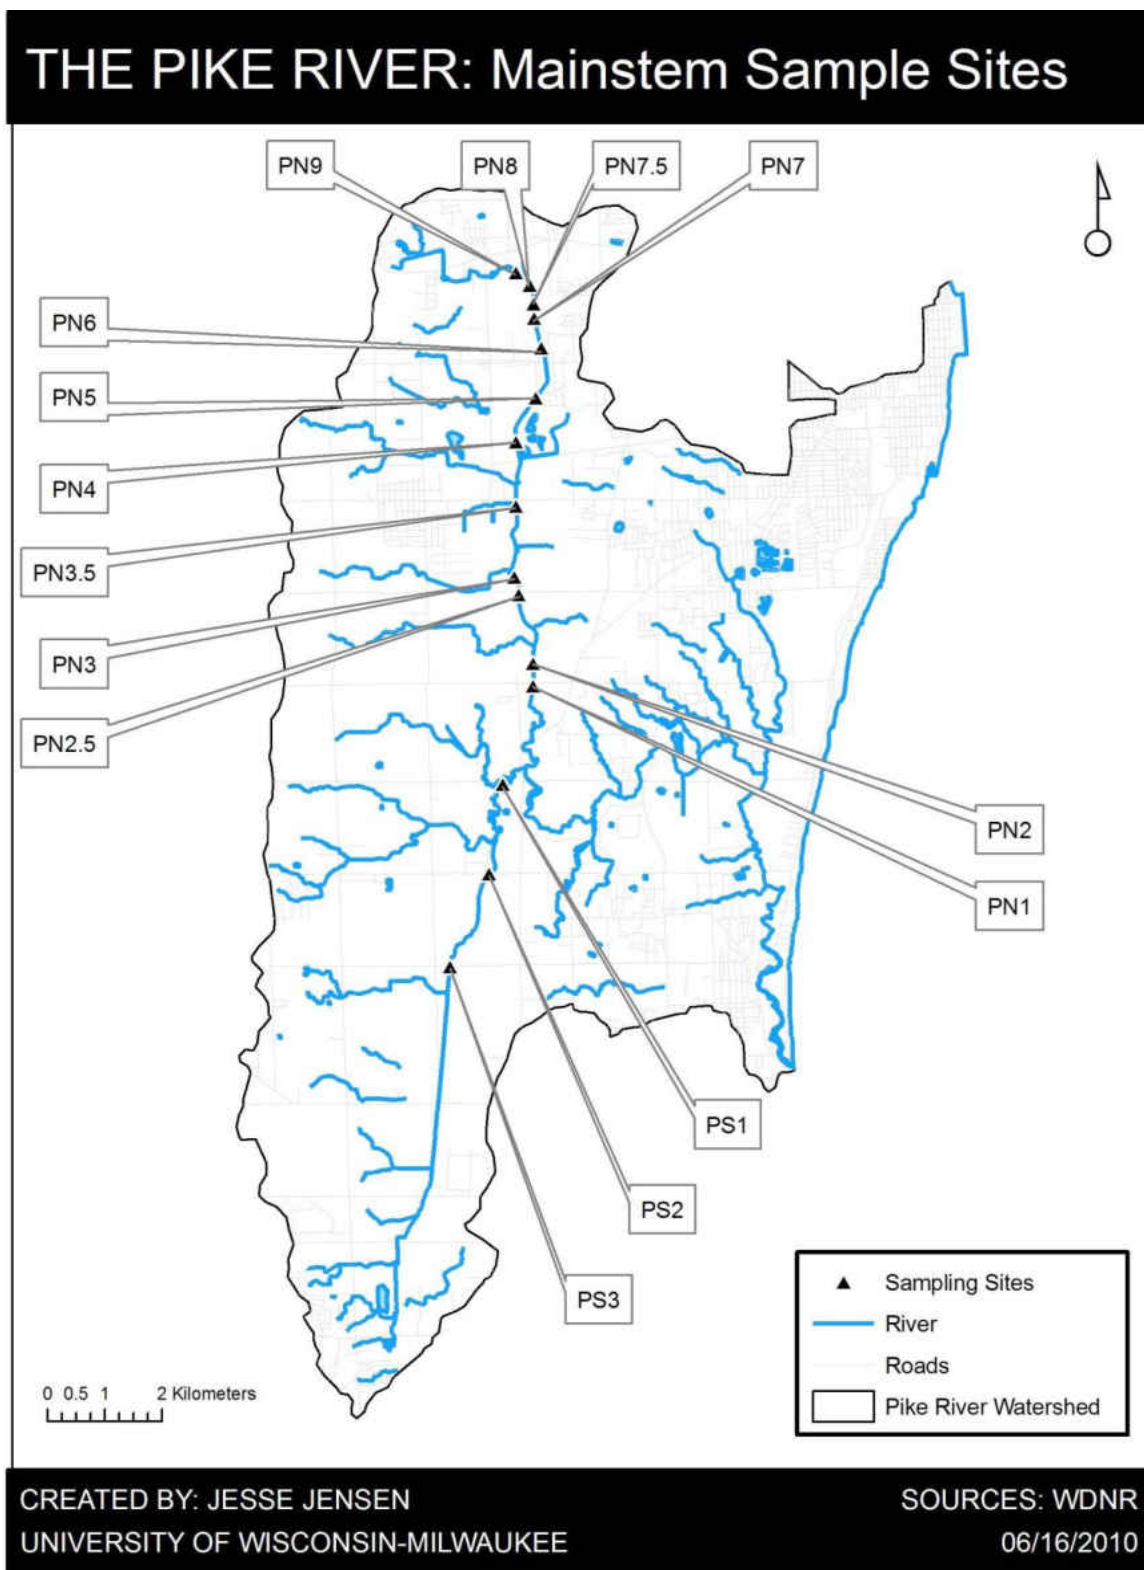 THE PIKE RIVER: Mainstem Sample Sites
PN9
PN8
PN7.5
PN7
PN6
PN5
PN4
PN3.5
PN3
PN2.5
PN2
PN1
PS1
PS2
PS3
Sampling Sites
River
Roads
Pike River Watershed
0 0.5 1 2 Kilometers
CREATED BY: JESSE JENSEN
UNIVERSITY OF WISCONSIN-MILWAUKEE
SOURCES: WDNR
06/16/2010